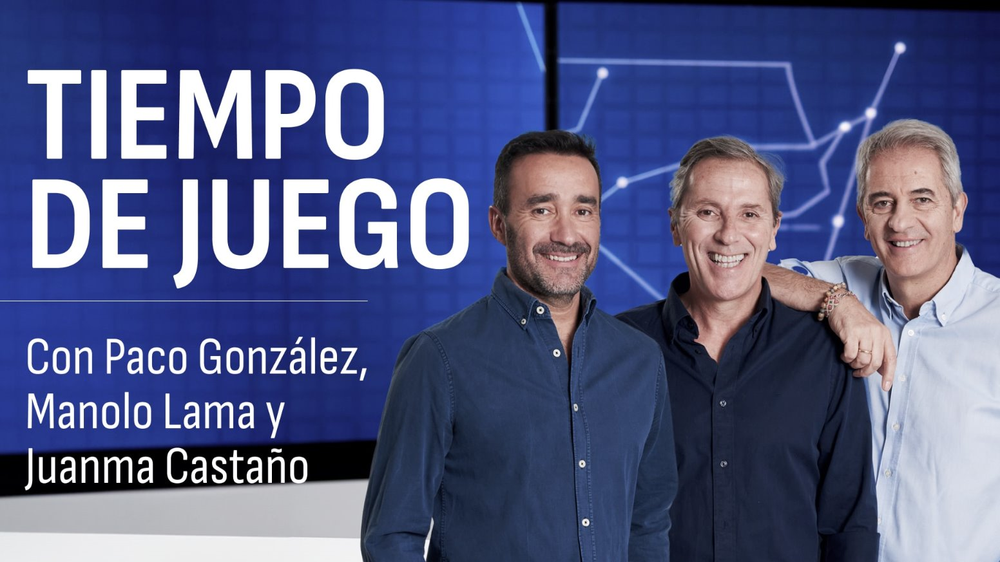 TIEMPO
DE JUEGO
Con Paco González,
Manolo Lama y
Juanma Castaño